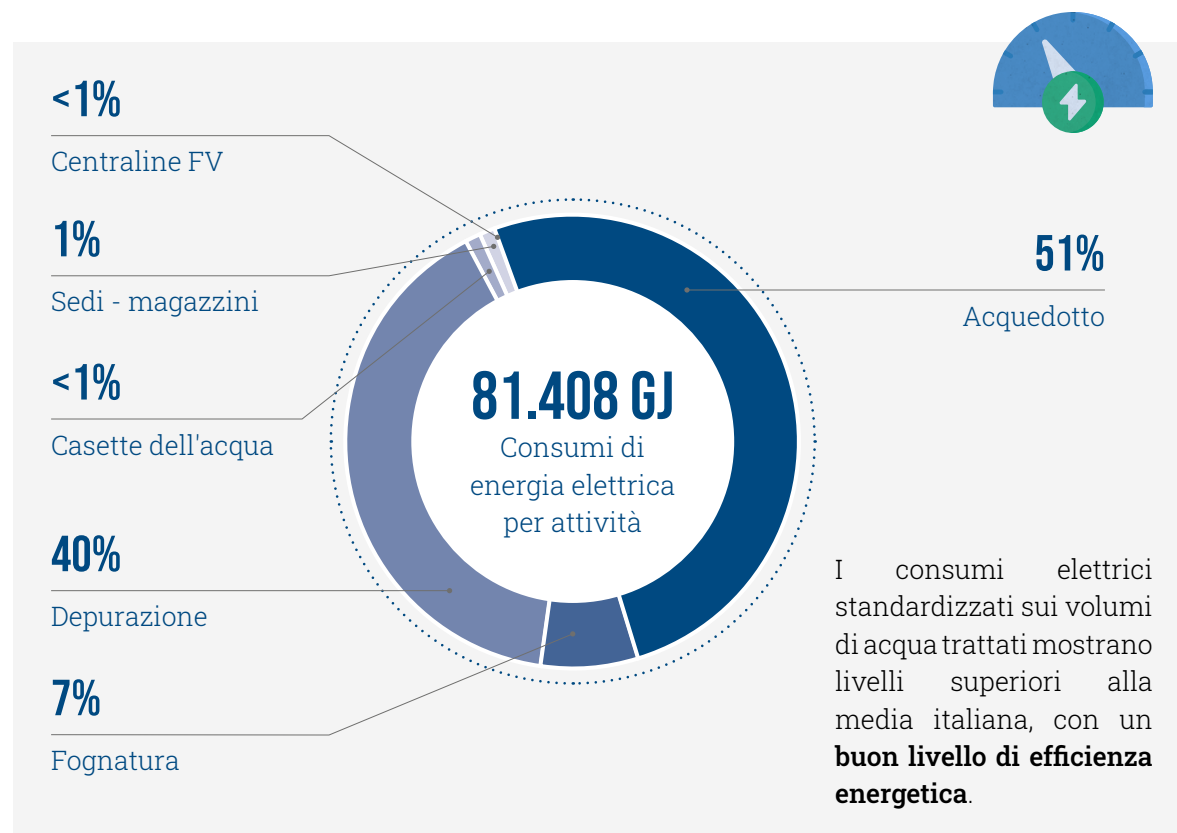 <1%
Centraline FV
1%
Sedi - magazzini
<1%
Casette dell'acqua
40%
Depurazione
7%
Fognatura
81.408 GJ
Consumi di
energia elettrica
per attività
51%
Acquedotto
I consumi elettrici
standardizzati sui volumi
di acqua trattati mostrano
livelli superiori alla
media italiana, con un
buon livello di efficienza
energetica.